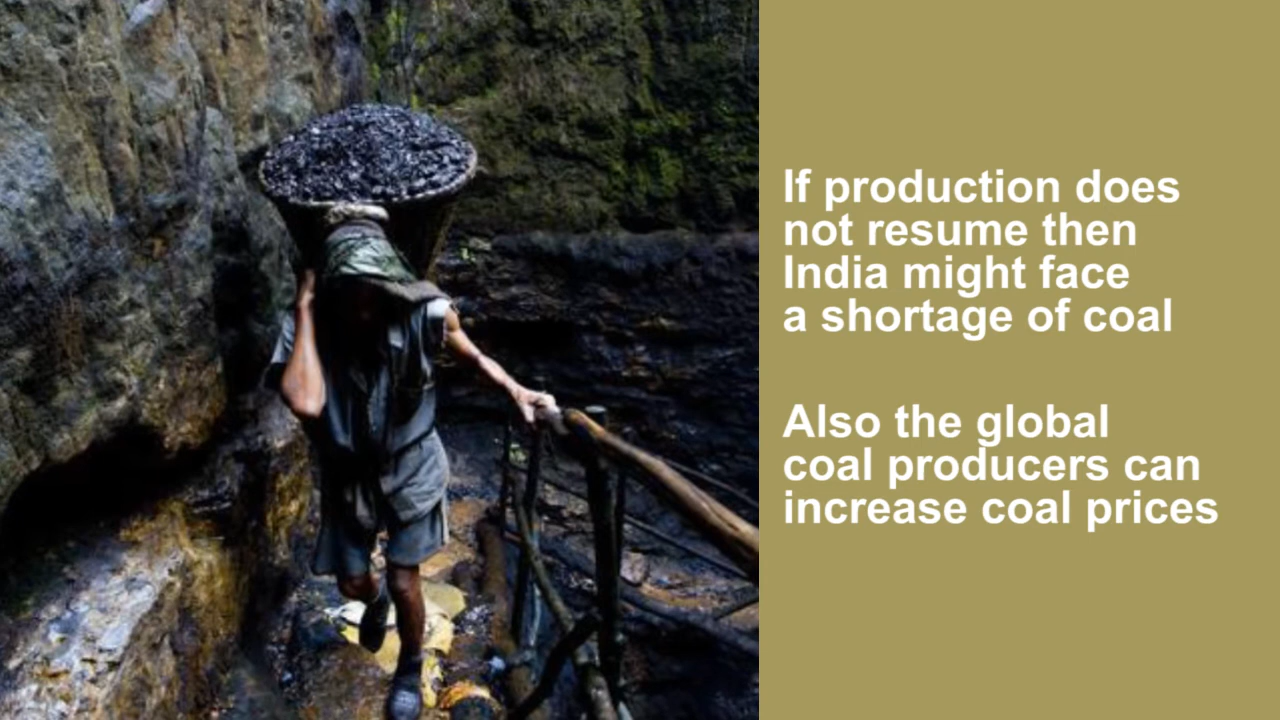 If production does
not resume then
India might face
a shortage of coal
Also the global
coal producers can
increase coal prices